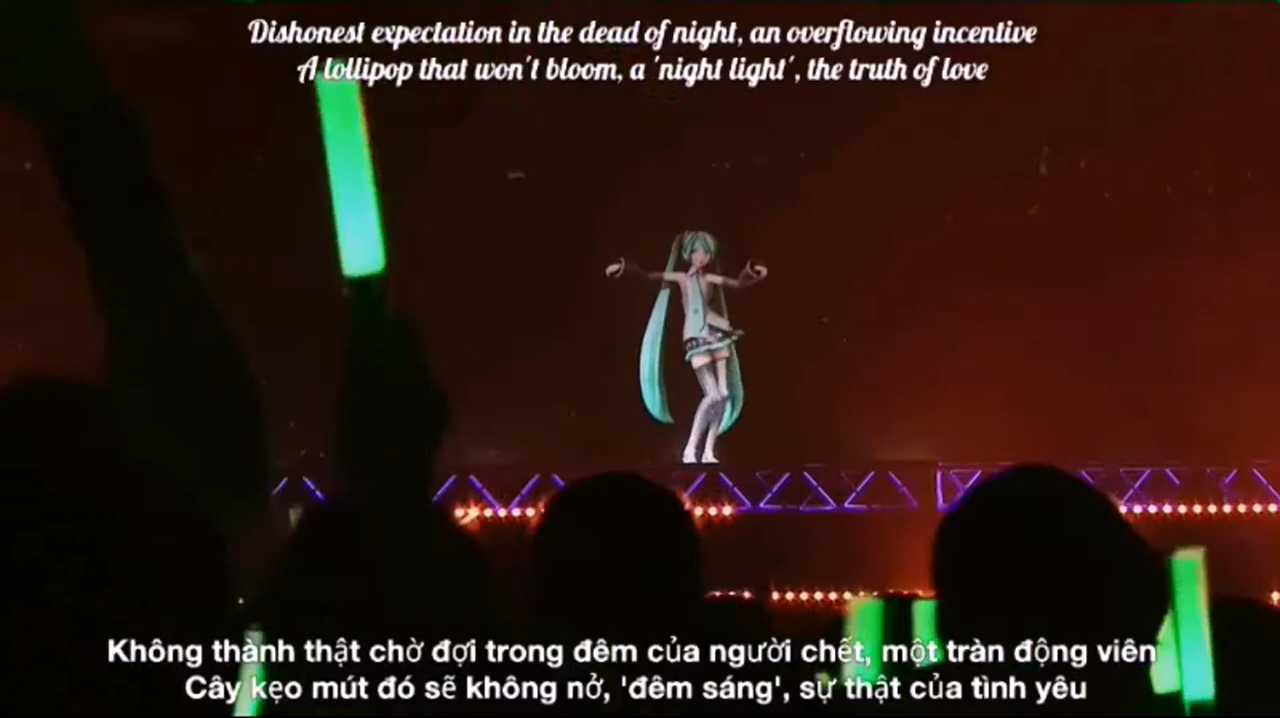 Dishonest expectation in the dead of night, an overflowing incentive
A lollipop that won't bloom, a 'night light', the truth of love
Không thành thật chờ đợi trong đêm của người chết, một tràn động viên
Cây kẹo mút đó sẽ không nở, 'đêm sáng', sự thật của tình yêu